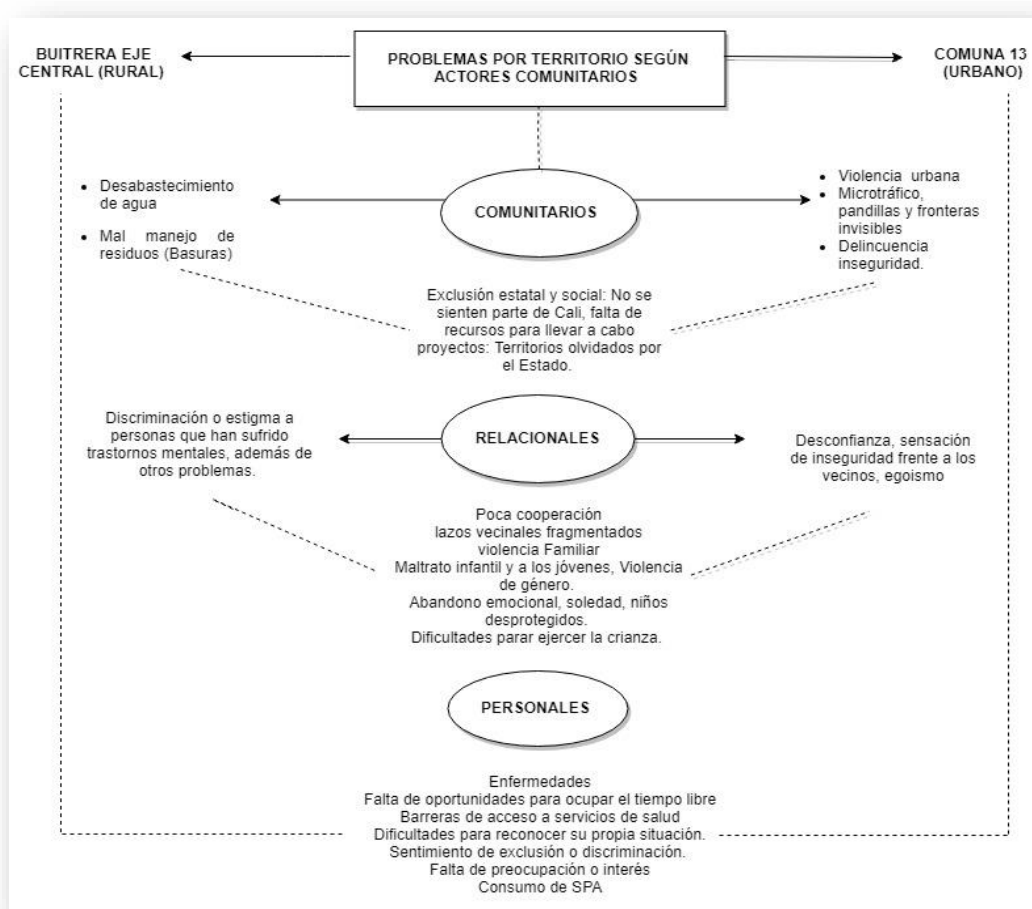 BUITRERA EJE
CENTRAL (RURAL)
PROBLEMAS POR TERRITORIO SEGÚN
ACTORES COMUNITARIOS
COMUNA 13
(URBANO)
• Desabastecimiento
de agua
• Mal manejo de
residuos (Basuras)
COMUNITARIOS
• Violencia urbana
• Microtráfico,
pandillas y fronteras
invisibles
• Delincuencia
inseguridad.
Exclusión estatal y social: No se
sienten parte de Cali, falta de
recursos para llevar a cabo
proyectos: Territorios olvidados por
el Estado.
Discriminación o estigma a
personas que han sufrido
trastornos mentales, además de
otros problemas.
RELACIONALES
Desconfianza, sensación
de inseguridad frente a los
vecinos, egoismo
Poca cooperación
lazos vecinales fragmentados
violencia Familiar
Maltrato infantil y a los jóvenes, Violencia
de género.
Abandono emocional, soledad, niños
desprotegidos.
Dificultades parar ejercer la crianza.
PERSONALES
Enfermedades
Falta de oportunidades para ocupar el tiempo libre
Barreras de acceso a servicios de salud
Dificultades para reconocer su propia situación.
Sentimiento de exclusión o discriminación.
Falta de preocupación o interés
Consumo de SPA